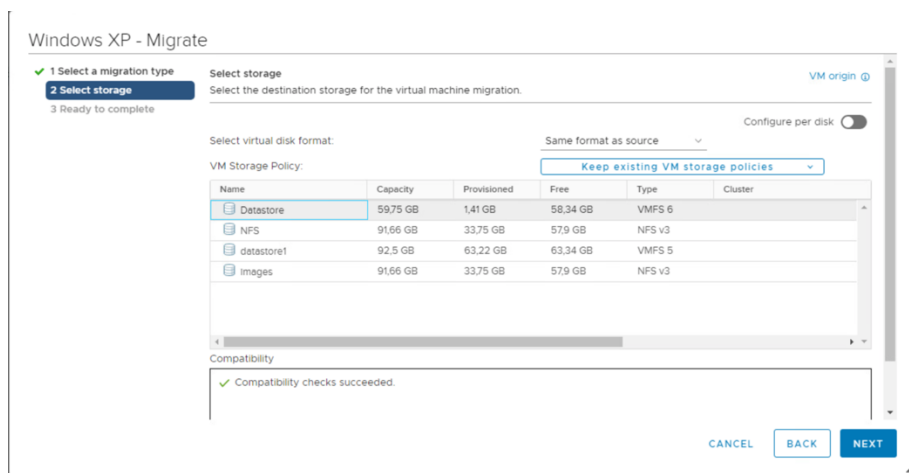 Windows XP - Migrate
1 Select a migration type
2 Select storage
3 Ready to complete
Select storage
VM origin
Select the destination storage for the virtual machine migration.
Configure per disk
Select virtual disk format: Same format as source
VM Storage Policy: Keep existing VM storage policies
Name Capacity Provisioned Free Type Cluster
Datastore 59,75 GB 1,41 GB 58,34 GB VMFS 6
NFS 91,66 GB 33,75 GB 57,9 GB NFS v3
datastore1 92,5 GB 63,22 GB 63,34 GB VMFS 5
Images 91,66 GB 33,75 GB 57,9 GB NFS v3
Compatibility
Compatibility checks succeeded.
CANCEL BACK NEXT